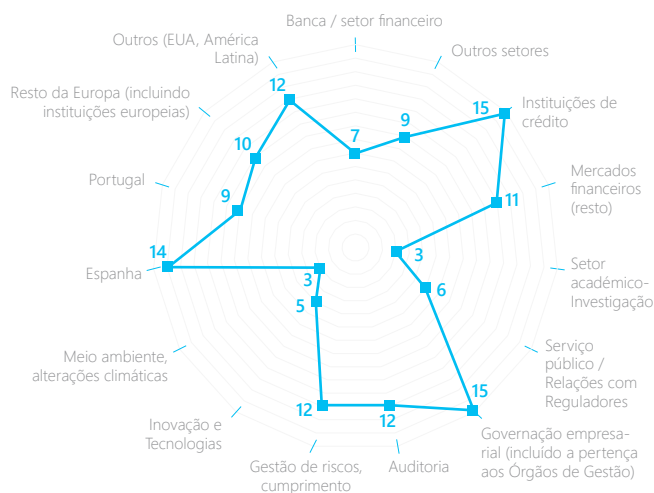 Banca / setor financeiro
Outros setores
Instituições de
crédito
Mercados
financeiros
(resto)
Setor
académico-
Investigação
Serviço
público /
Relações com
Reguladores
Governação empresa-
rial (incluído a pertença
aos Órgãos de Gestão)
Auditoria
Gestão de riscos,
cumprimento
Inovação e
Tecnologias
Meio ambiente,
alterações climáticas
Espanha
Portugal
Resto da Europa (incluindo
instituições europeias)
Outros (EUA, América
Latina)
7
9
15
11
3
6
15
12
12
5
3
14
9
10
12